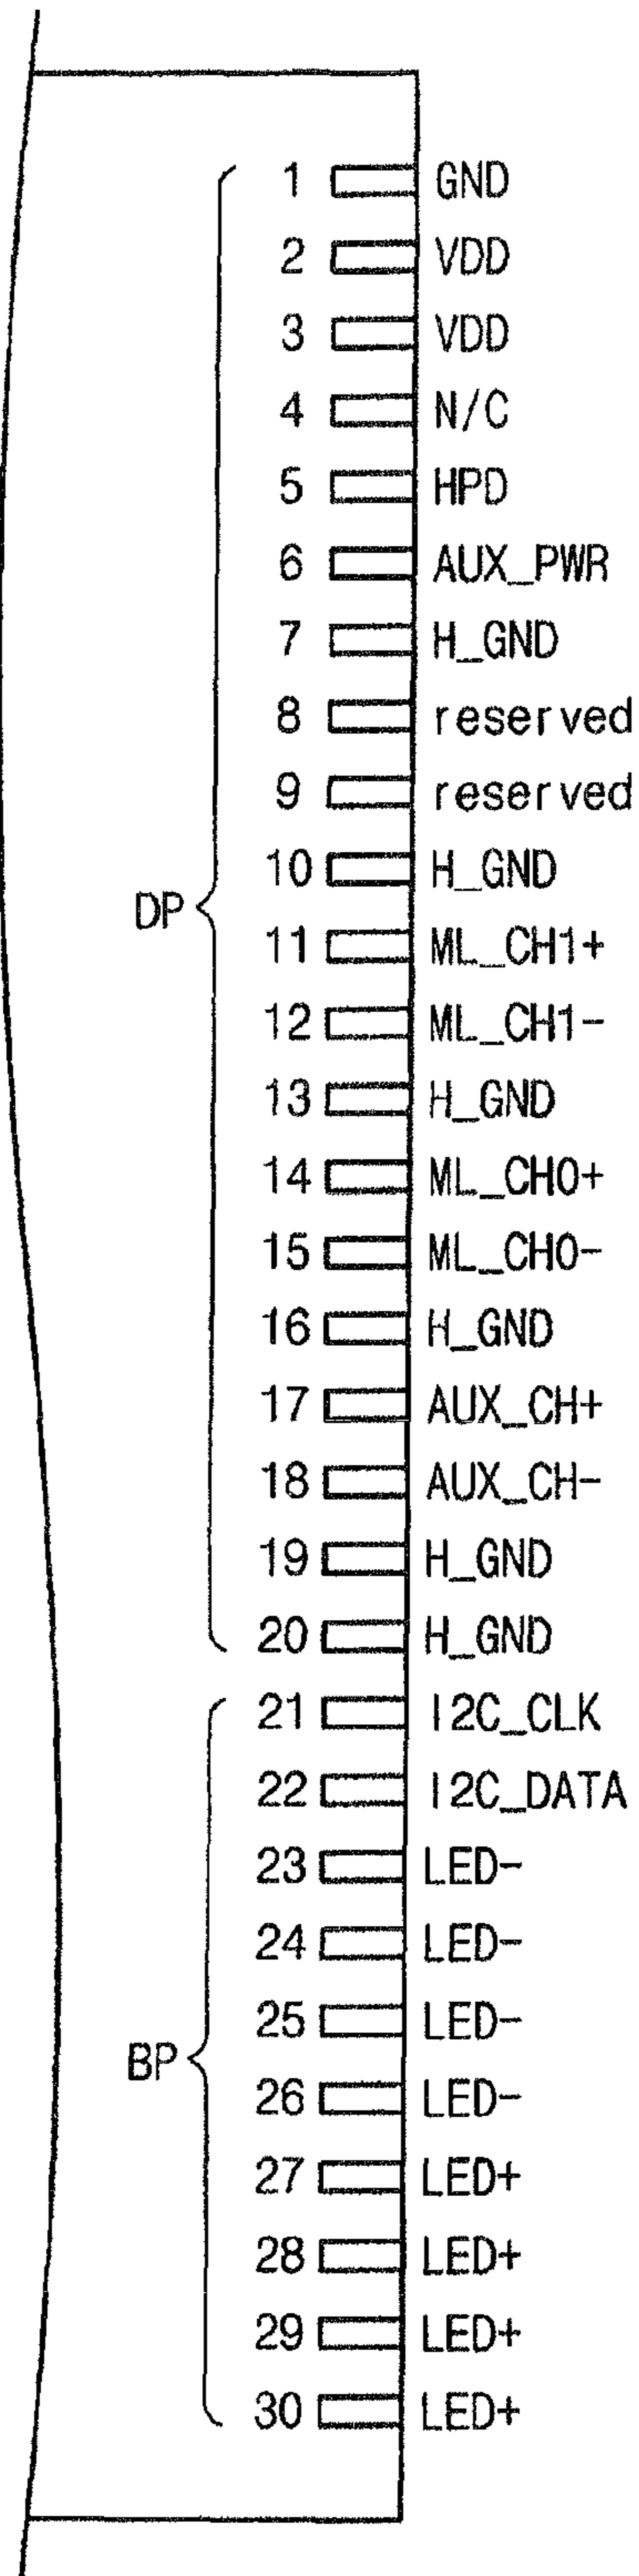 1 GND
2 VDD
3 VDD
4 N/C
5 HPD
6 AUX_PWR
7 H_GND
8 reserved
9 reserved
10 H_GND
DP
11 ML_CH1+
12 ML_CH1-
13 H_GND
14 ML_CH0+
15 ML_CH0-
16 H_GND
17 AUX_CH+
18 AUX_CH-
19 H_GND
20 H_GND
21 I2C_CLK
22 I2C_DATA
23 LED-
24 LED-
25 LED-
BP
26 LED-
27 LED+
28 LED+
29 LED+
30 LED+